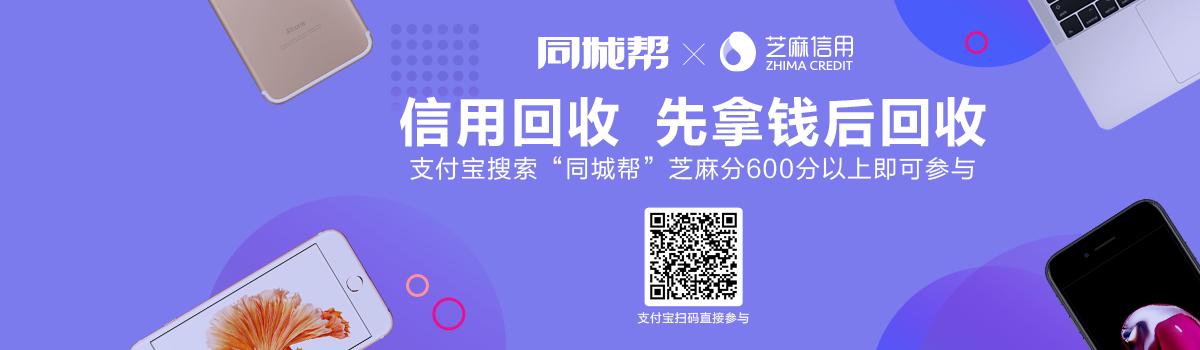 同城帮 × 芝麻信用
ZHIMA CREDIT
信用回收 先拿钱后回收
支付宝搜索“同城帮”芝麻分600分以上即可参与
支付宝扫码直接参与